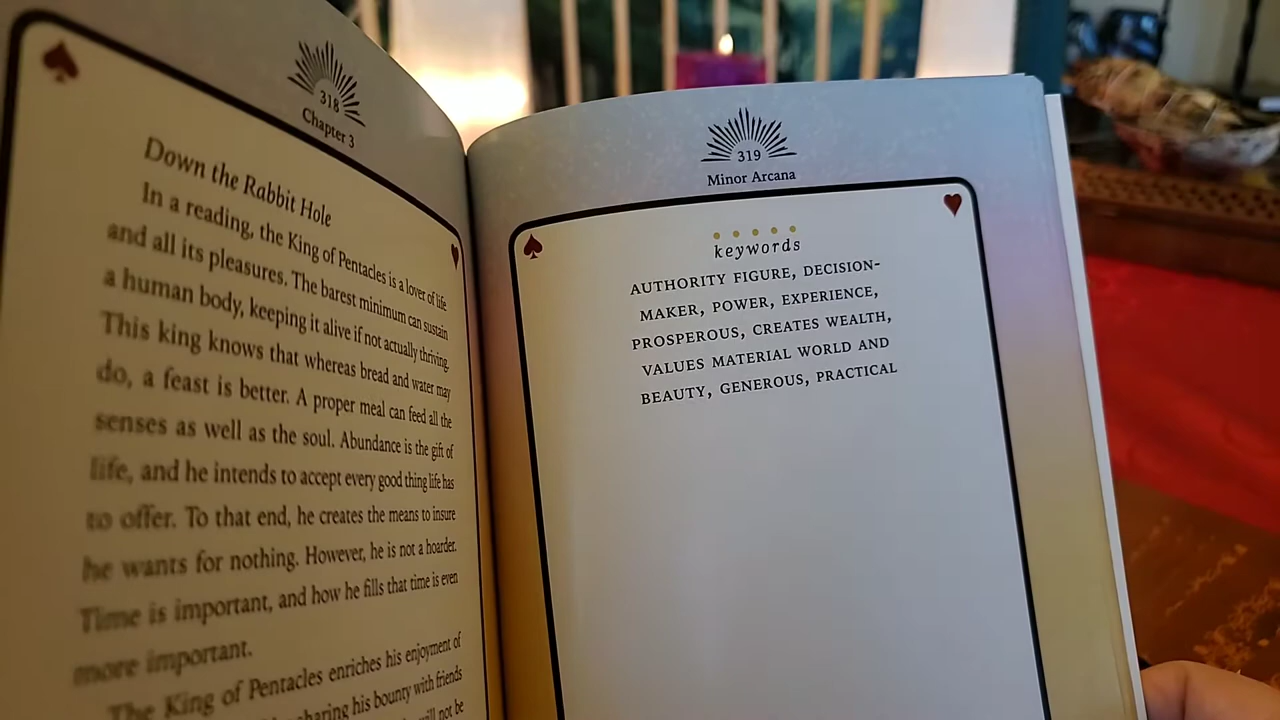 318
Chapter 3
Down the Rabbit Hole
In a reading, the King of Pentacles is a lover of life
and all its pleasures. The barest minimum can sustain
a human body, keeping it alive if not actually thriving.
This king knows that whereas bread and water may
do, a feast is better. A proper meal can feed all the
senses as well as the soul. Abundance is the gift of
life, and he intends to accept every good thing life has
to offer. To that end, he creates the means to insure
he wants for nothing. However, he is not a hoarder.
Time is important, and how he fills that time is even
more important.
The King of Pentacles enriches his enjoyment of
sharing his bounty with friends
will not be
319
Minor Arcana
keywords
AUTHORITY FIGURE, DECISION-
MAKER, POWER, EXPERIENCE,
PROSPEROUS, CREATES WEALTH,
VALUES MATERIAL WORLD AND
BEAUTY, GENEROUS, PRACTICAL